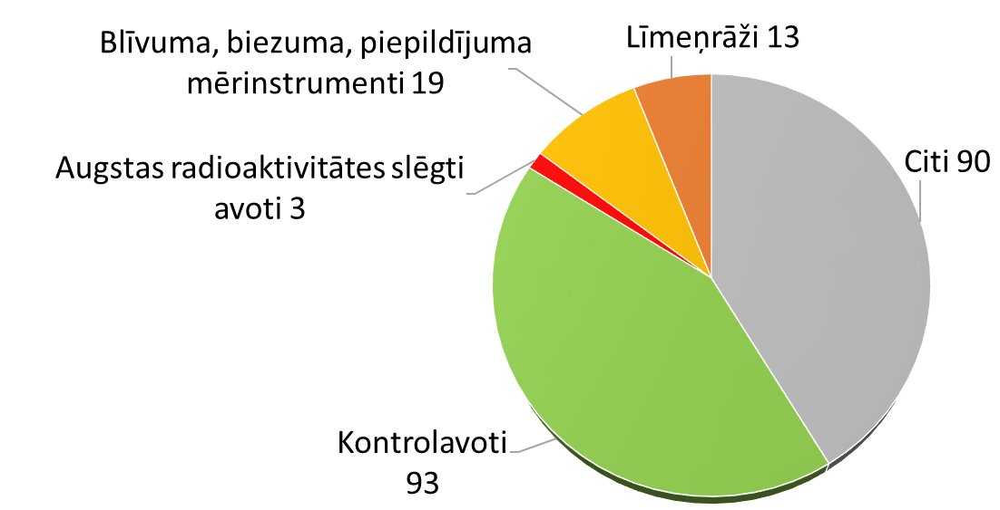 Blīvuma, biezuma, piepildījuma
mērinstrumenti 19
Līmeņrāži 13
Augstas radioaktivitātes slēgti
avoti 3
Citi 90
Kontrolavoti
93